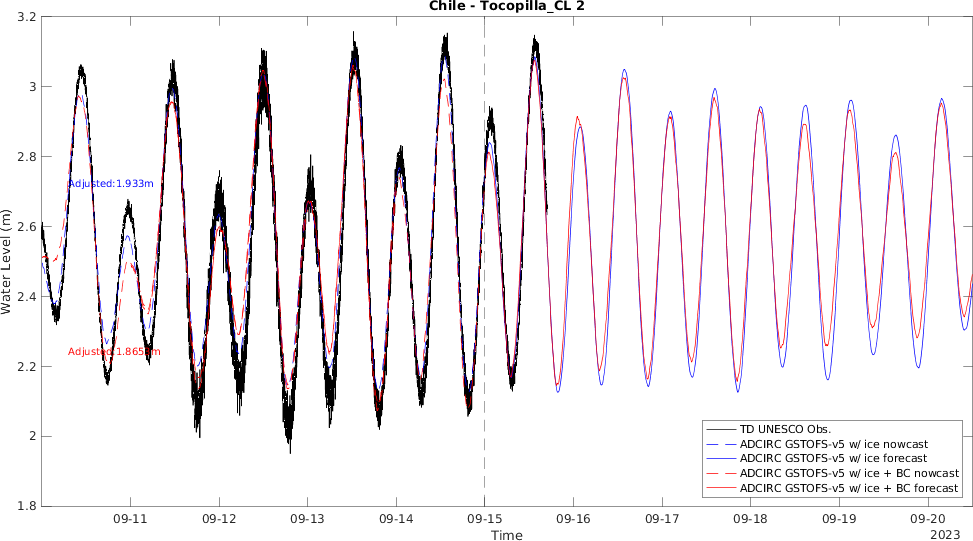 Chile - Tocopilla_CL 2
3.2
3
2.8
2.6
2.4
2.2
2
1.8
Water Level (m)
Adjusted:1.933m
TD UNESCO Obs.
ADCIRC GSTOFS-v5 w/ ice nowcast
ADCIRC GSTOFS-v5 w/ ice forecast
ADCIRC GSTOFS-v5 w/ ice + BC nowcast
ADCIRC GSTOFS-v5 w/ ice + BC forecast
09-11 09-12 09-13 09-14 09-15 09-16 09-17 09-18 09-19 09-20
Time
2023